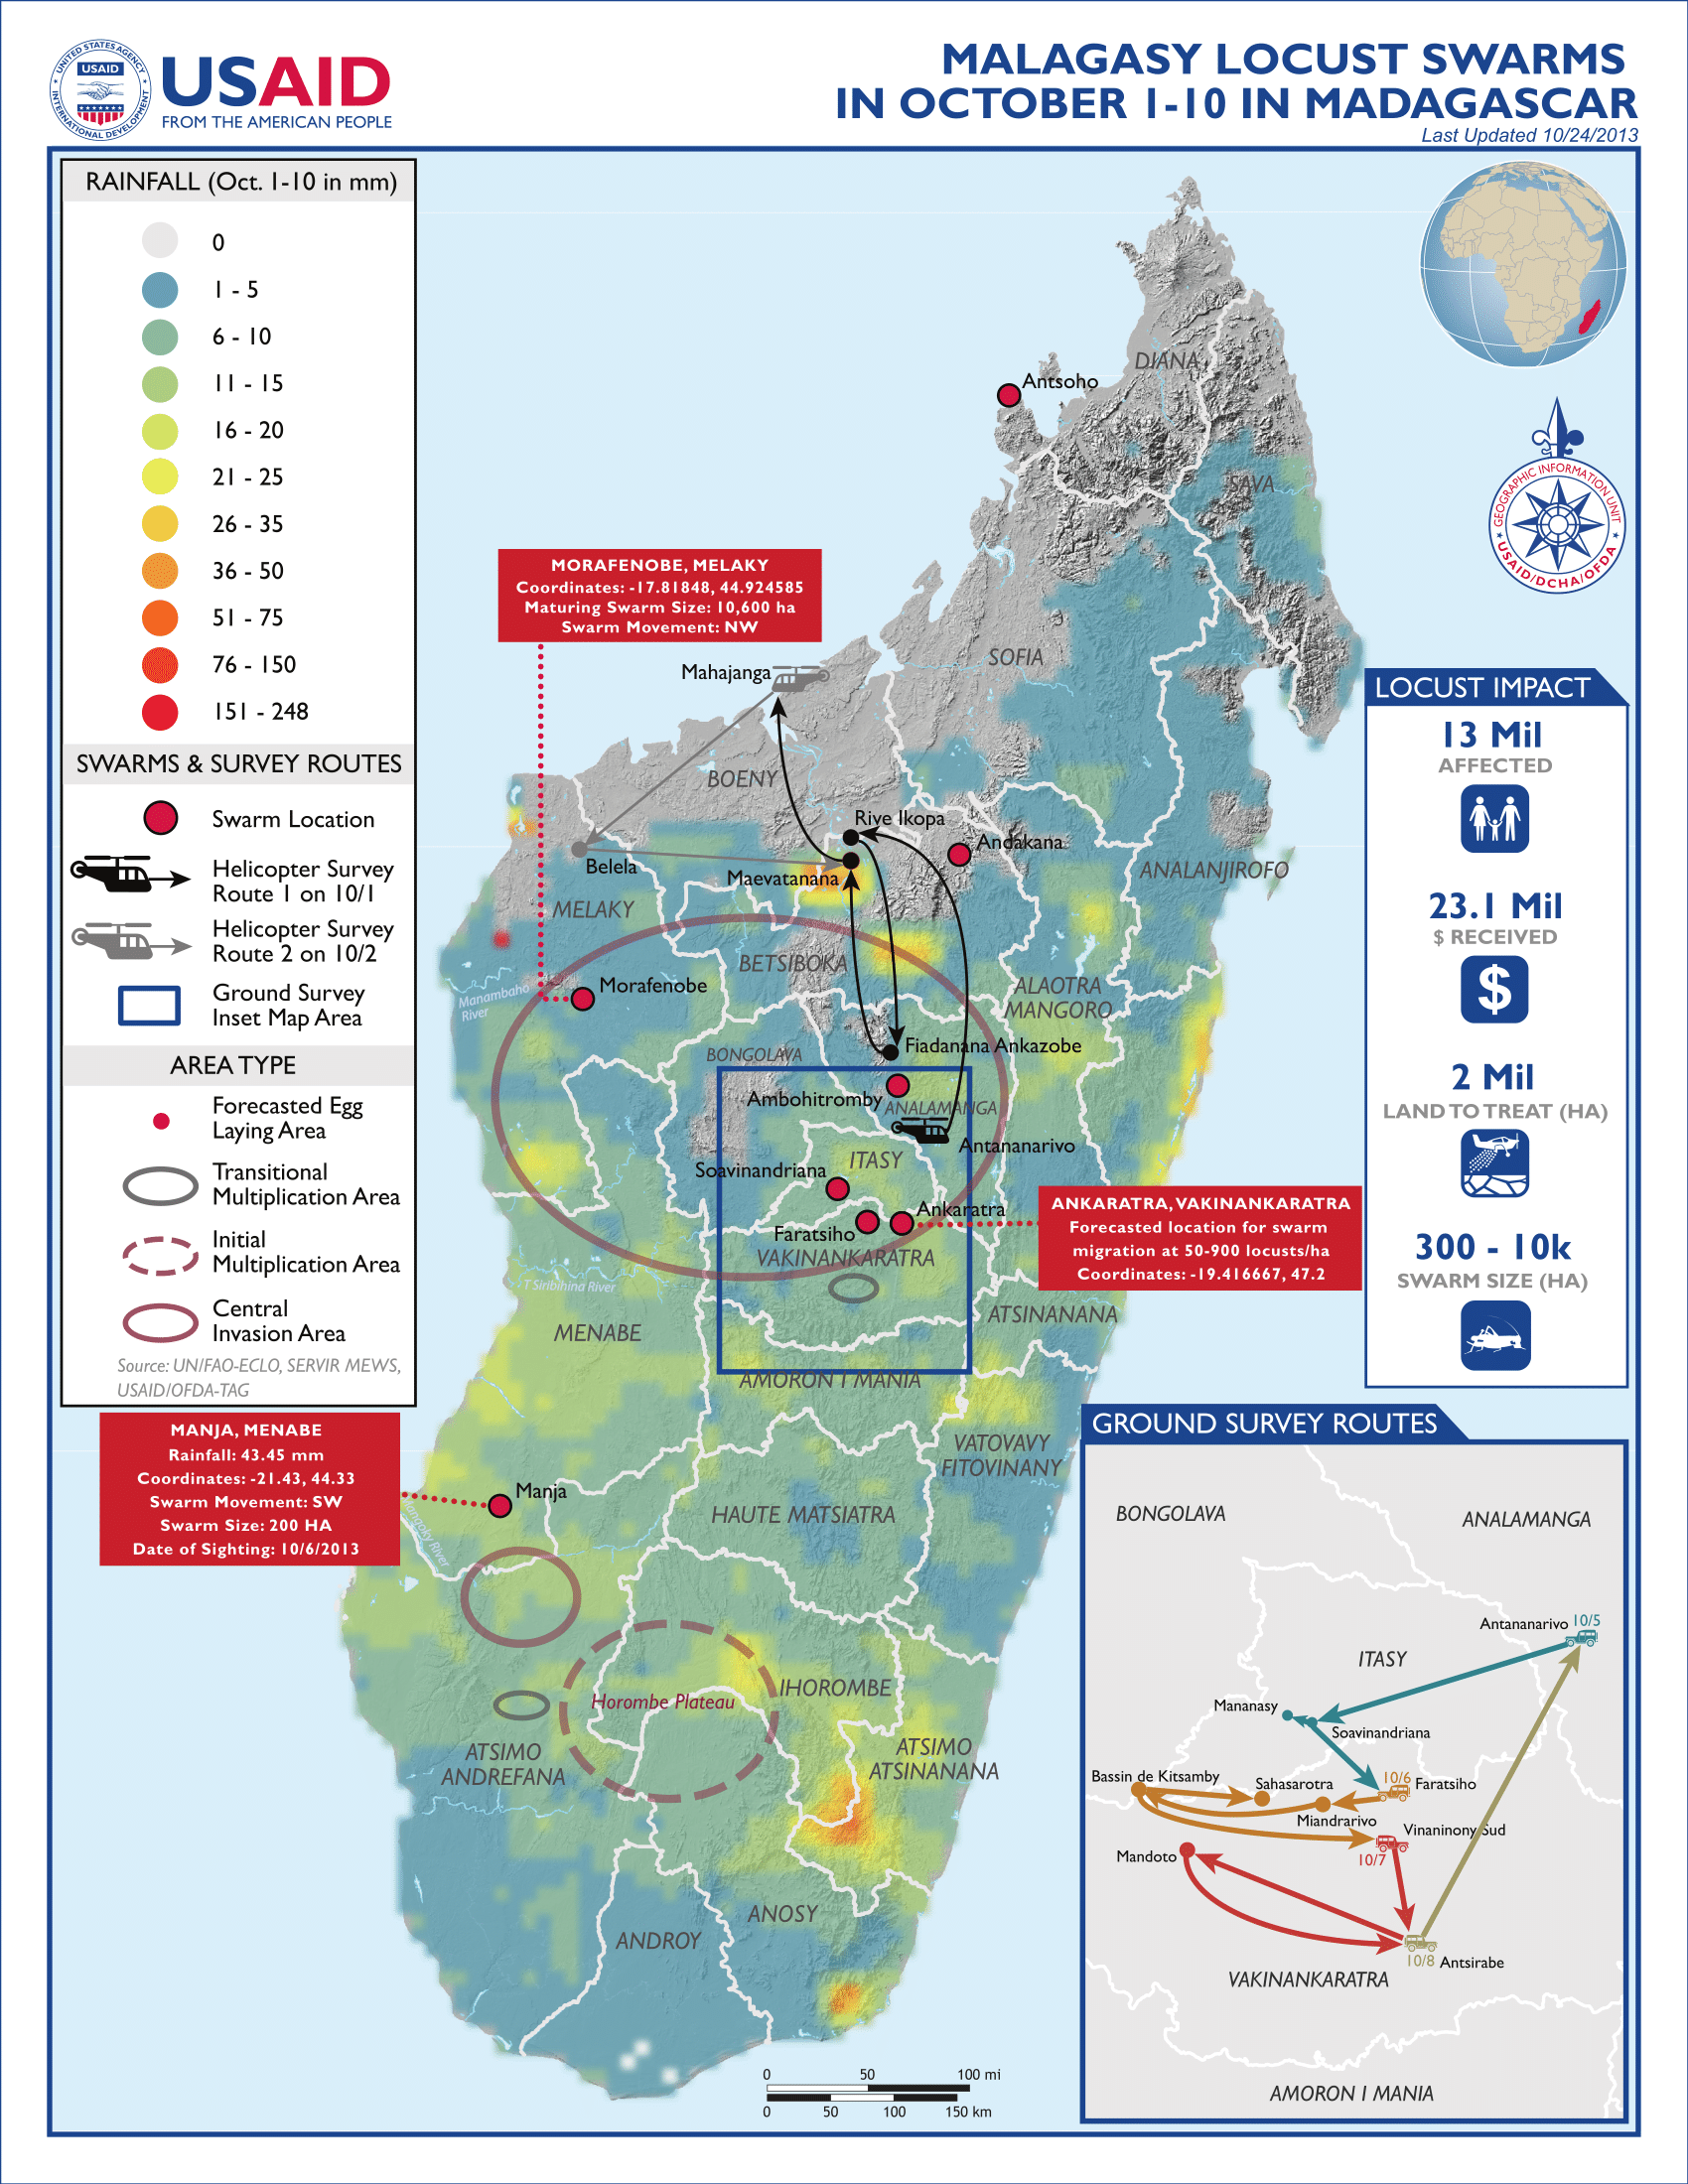 UNITED STATES AGENCY
INTERNATIONAL DEVELOPMENT
USAID
USAID
FROM THE AMERICAN PEOPLE
MALAGASY LOCUST SWARMS
IN OCTOBER 1-10 IN MADAGASCAR
Last Updated 10/24/2013
RAINFALL (Oct. 1-10 in mm)
0
1 - 5
6 - 10
11 - 15
16 - 20
21 - 25
26 - 35
36 - 50
51 - 75
76 - 150
151 - 248
SWARMS & SURVEY ROUTES
Swarm Location
Helicopter Survey
Route 1 on 10/1
Helicopter Survey
Route 2 on 10/2
Ground Survey
Inset Map Area
AREA TYPE
Forecasted Egg
Laying Area
Transitional
Multiplication Area
Initial
Multiplication Area
Central
Invasion Area
Source: UN/FAO-ECLO, SERVIR MEWS,
USAID/OFDA-TAG
GEOGRAPHIC INFORMATION UNIT
USAID/DCHA/OFDA
DIANA
Antsoho
SAVA
MORAFENOBE, MELAKY
Coordinates: -17.81848, 44.924585
Maturing Swarm Size: 10,600 ha
Swarm Movement: NW
SOFIA
Mahajanga
BOENY
Rive Ikopa
Andakana
Belela
Maevatanana
ANALANJIROFO
MELAKY
BETSIBOKA
Morafenobe
Manambaho
River
ALAOTRA
MANGORO
Fiadanana Ankazobe
BONGOLAVA
Ambohitromby
ANALAMANGA
Antananarivo
ITASY
Soavinandriana
Ankaratra
Faratsiho
VAKINANKARATRA
ANKARATRA, VAKINANKARATRA
Forecasted location for swarm
migration at 50-900 locusts/ha
Coordinates: -19.416667, 47.2
T Siribihina River
MENABE
ATSINANANA
AMORON I MANIA
MANJA, MENABE
Rainfall: 43.45 mm
Coordinates: -21.43, 44.33
Swarm Movement: SW
Swarm Size: 200 HA
Date of Sighting: 10/6/2013
VATOVAVY
FITOVINANY
Manja
HAUTE MATSIATRA
Mangoky River
IHOROMBE
Horombe Plateau
ATSIMO
ANDREFANA
ATSIMO
ATSINANANA
ANOSY
ANDROY
0 50 100 mi
0 50 100 150 km
LOCUST IMPACT
13 Mil
AFFECTED
23.1 Mil
$ RECEIVED
$
2 Mil
LAND TO TREAT (HA)
300 - 10k
SWARM SIZE (HA)
GROUND SURVEY ROUTES
BONGOLAVA
ANALAMANGA
Antananarivo 10/5
ITASY
Mananasy
Soavinandriana
Bassin de Kitsamby
Sahasarotra
10/6
Faratsiho
Miandrarivo
Vinaninony Sud
Mandoto
10/7
10/8 Antsirabe
VAKINANKARATRA
AMORON I MANIA